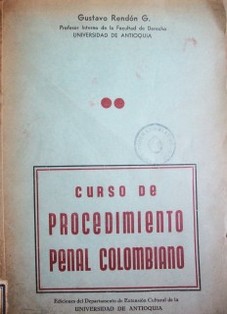 Gustavo Rendón G.
Profesor Interno de la Facultad de Derecho
UNIVERSIDAD DE ANTIOQUIA
CURSO DE
PROCEDIMIENTO
PENAL COLOMBIANO
Ediciones del Departamento de Extensión Cultural de la
UNIVERSIDAD DE ANTIOQUIA